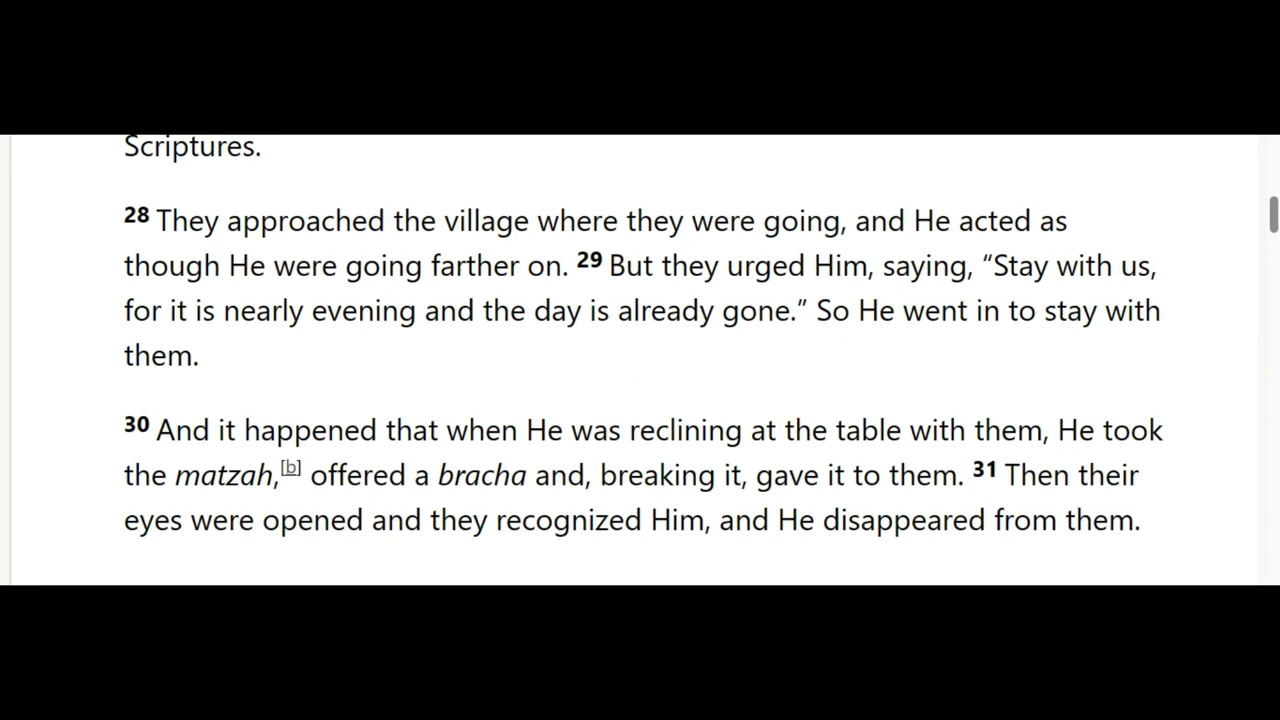 Scriptures.
28 They approached the village where they were going, and He acted as
though He were going farther on. 29 But they urged Him, saying, “Stay with us,
for it is nearly evening and the day is already gone.” So He went in to stay with
them.
30 And it happened that when He was reclining at the table with them, He took
the matzah,[b] offered a bracha and, breaking it, gave it to them. 31 Then their
eyes were opened and they recognized Him, and He disappeared from them.